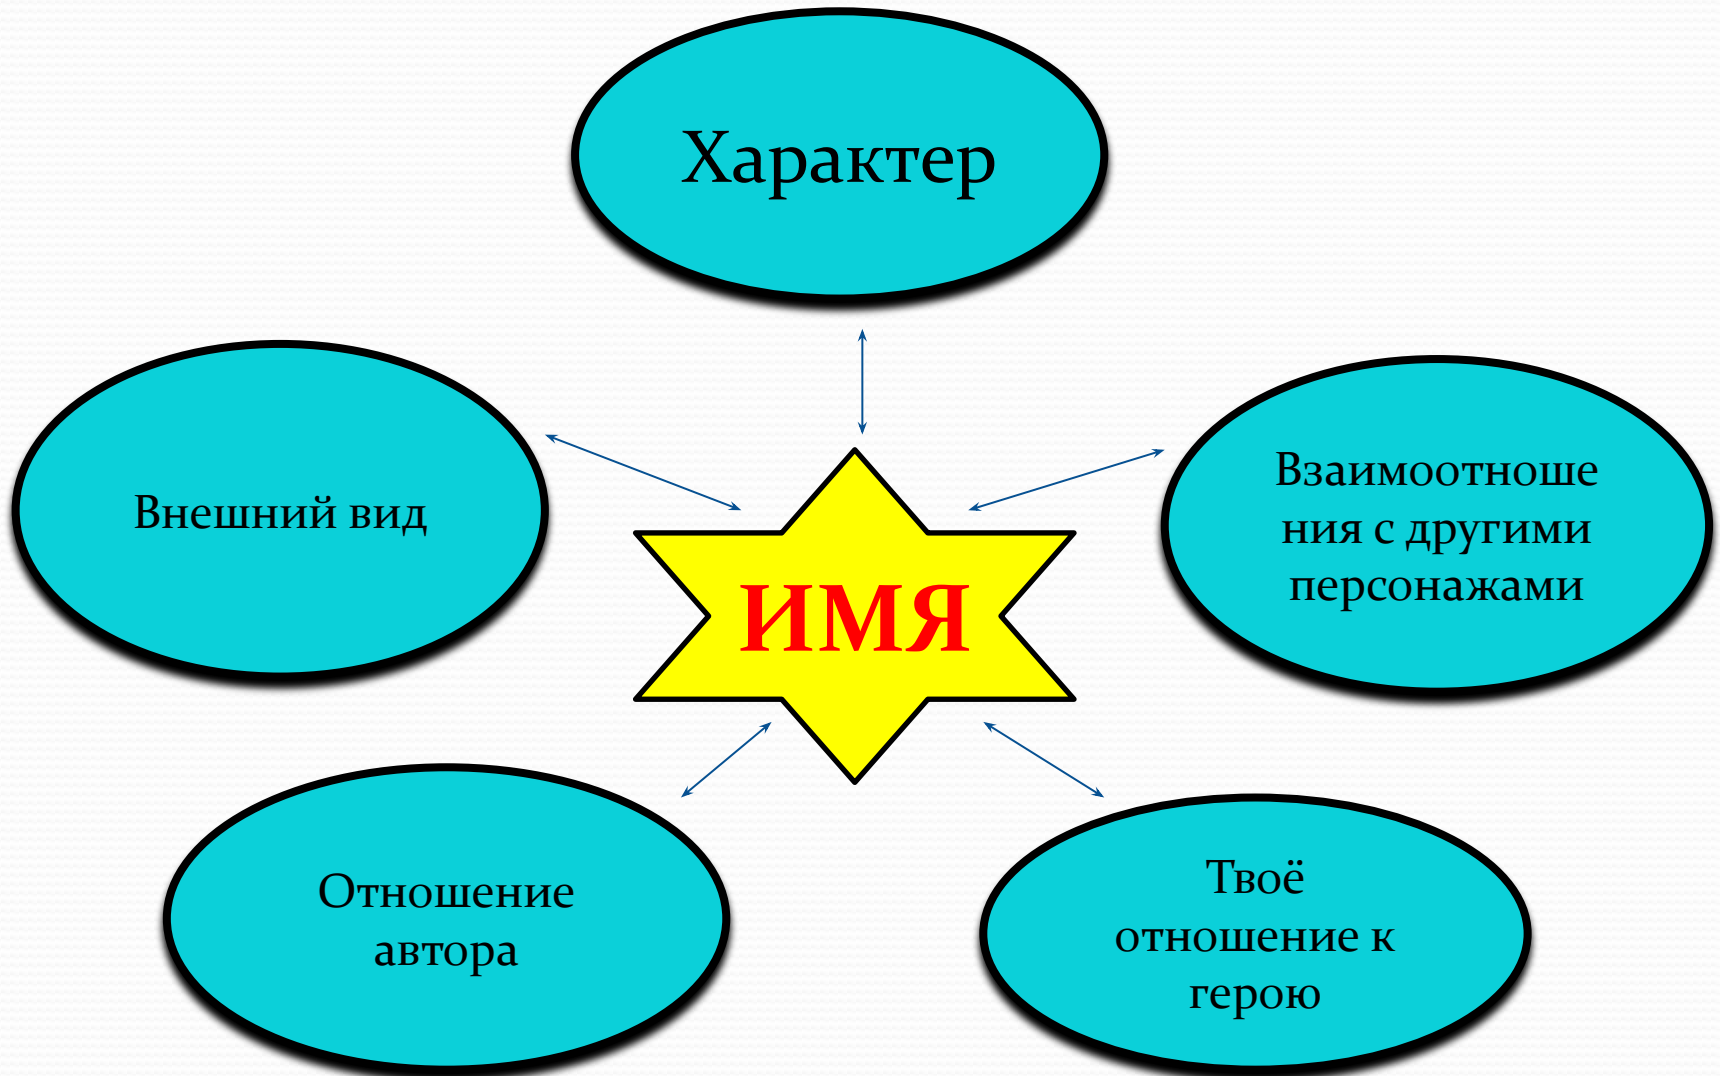 Характер
Внешний вид
Взаимоотноше
ния с другими
персонажами
ИМЯ
Отношение
автора
Твоё
отношение к
герою